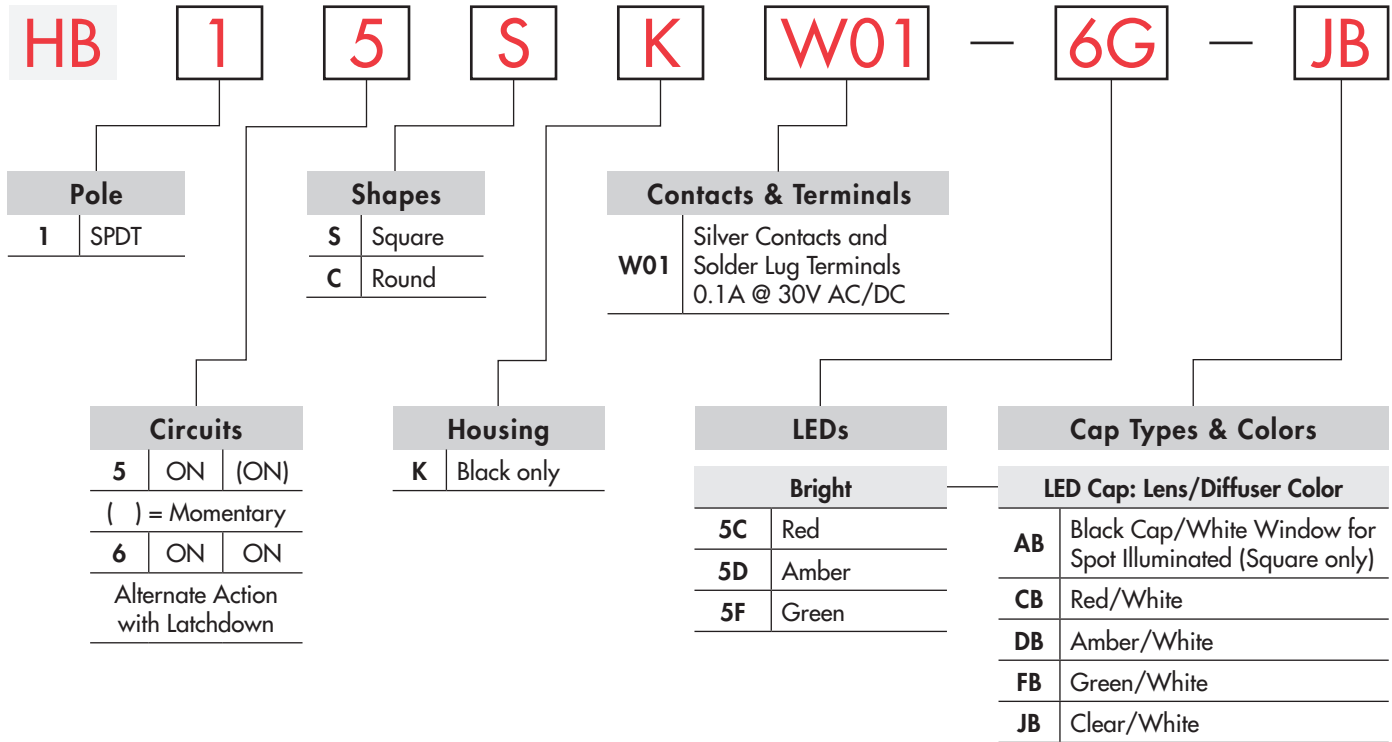 HB 1 5 S K W01 — 6G — JB
Pole
1 SPDT
Shapes
S Square
C Round
Contacts & Terminals
W01 Silver Contacts and
Solder Lug Terminals
0.1A @ 30V AC/DC
Circuits
5 ON (ON)
( ) = Momentary
6 ON ON
Alternate Action
with Latchdown
Housing
K Black only
LEDs
Bright
5C Red
5D Amber
5F Green
Cap Types & Colors
LED Cap: Lens/Diffuser Color
AB Black Cap/White Window for
Spot Illuminated (Square only)
CB Red/White
DB Amber/White
FB Green/White
JB Clear/White